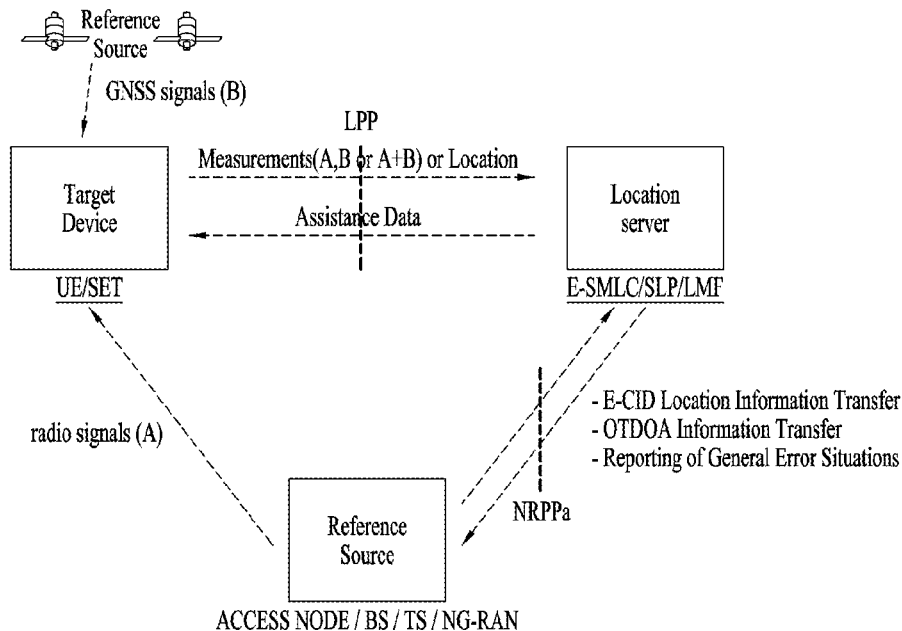 Reference
Source
GNSS signals (B)
LPP
Measurements(A,B or A+B) or Location
Target
Device
Location
server
Assistance Data
UE/SET
E-SMLC/SLP/LMF
radio signals (A)
- E-CID Location Information Transfer
- OTDOA Information Transfer
- Reporting of General Error Situations
NRPPa
Reference
Source
ACCESS NODE / BS / TS / NG-RAN